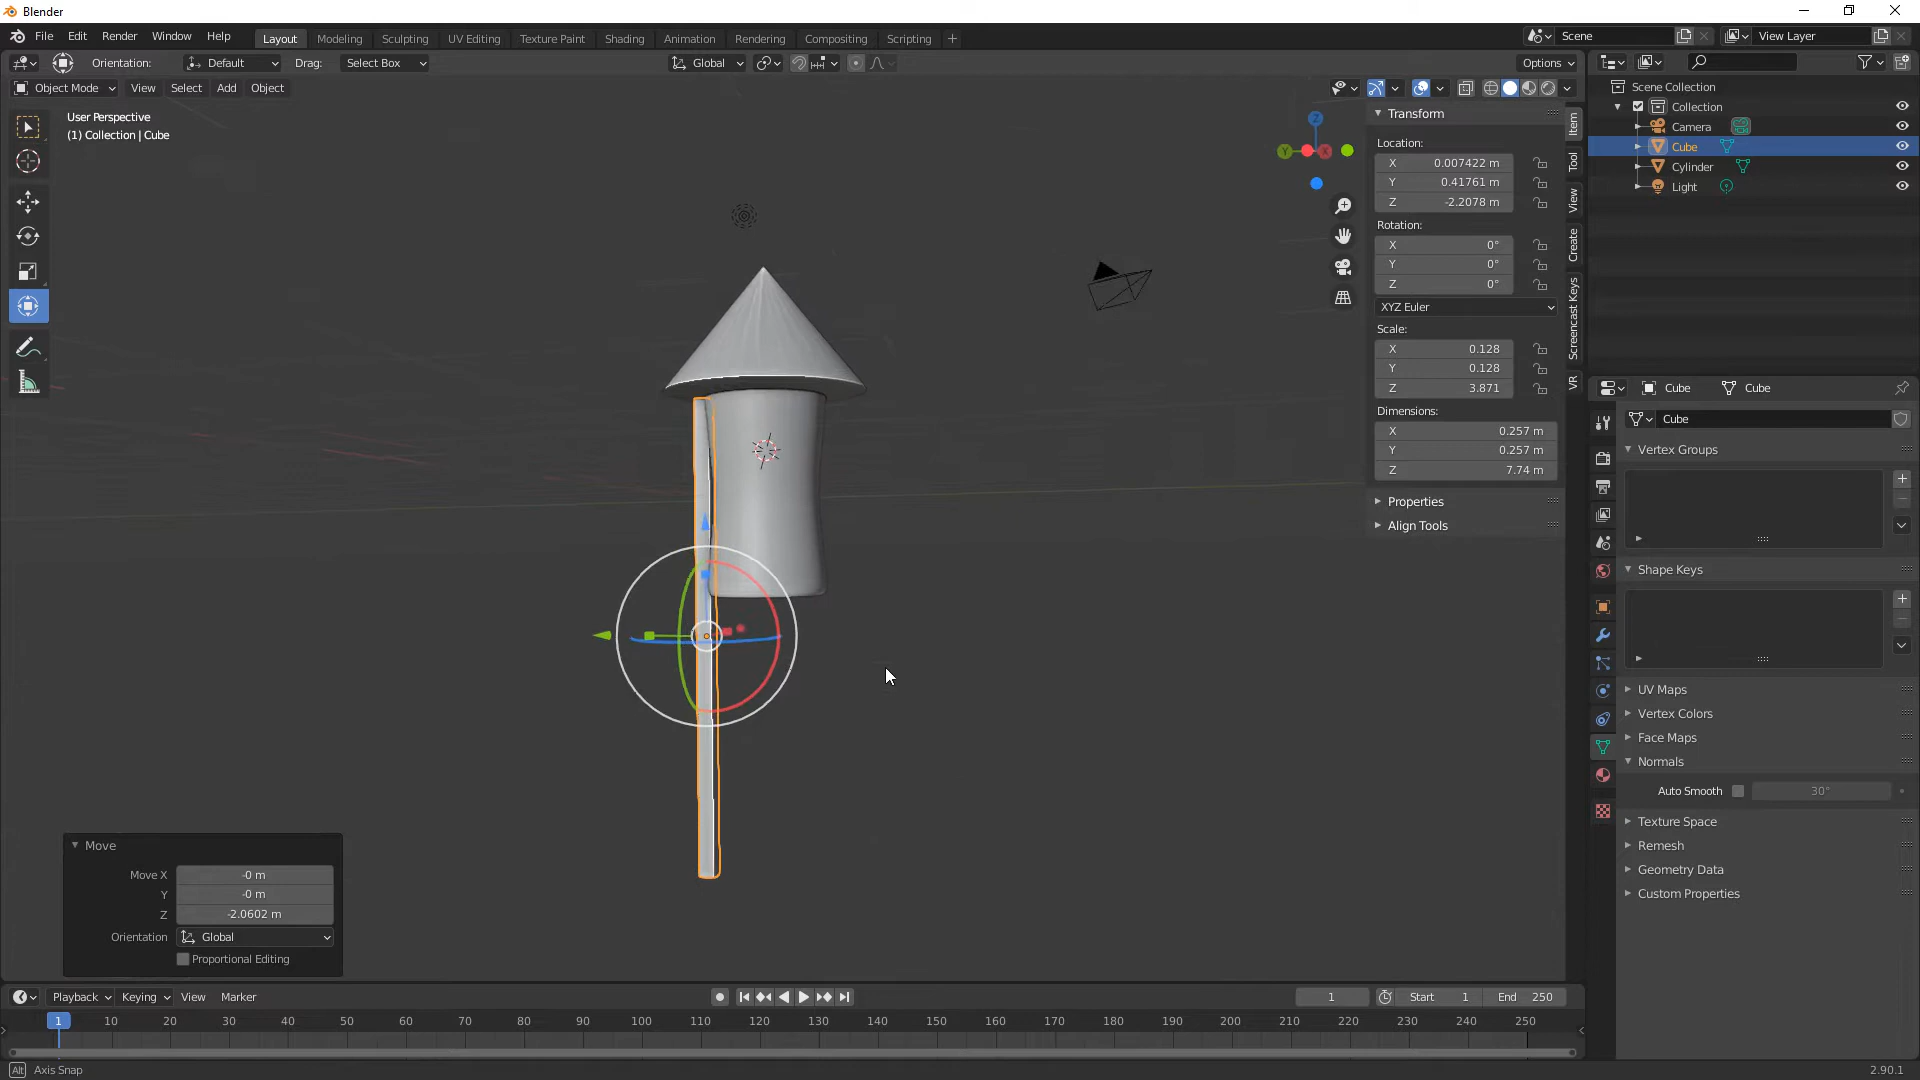 Blender
File Edit Render Window Help
Layout Modeling Sculpting UV Editing Texture Paint Shading Animation Rendering Compositing Scripting +
Scene
View Layer
Orientation: Default Drag: Select Box
Global
Options
Object Mode View Select Add Object
User Perspective
(1) Collection | Cube
Z
Y
X
Transform
Location:
X 0.007422 m
Y 0.41761 m
Z -2.2078 m
Rotation:
X 0°
Y 0°
Z 0°
XYZ Euler
Scale:
X 0.128
Y 0.128
Z 3.871
Dimensions:
X 0.257 m
Y 0.257 m
Z 7.74 m
Properties
Align Tools
Item
Tool
View
Create
Screencast Keys
VR
Scene Collection
Collection
Camera
Cube
Cylinder
Light
Cube Cube
Cube
Vertex Groups
Shape Keys
UV Maps
Vertex Colors
Face Maps
Normals
Auto Smooth 30°
Texture Space
Remesh
Geometry Data
Custom Properties
Move
Move X -0 m
Y -0 m
Z -2.0602 m
Orientation Global
Proportional Editing
Playback Keying View Marker
1 Start 1 End 250
1 10 20 30 40 50 60 70 80 90 100 110 120 130 140 150 160 170 180 190 200 210 220 230 240 250
Alt Axis Snap
2.90.1